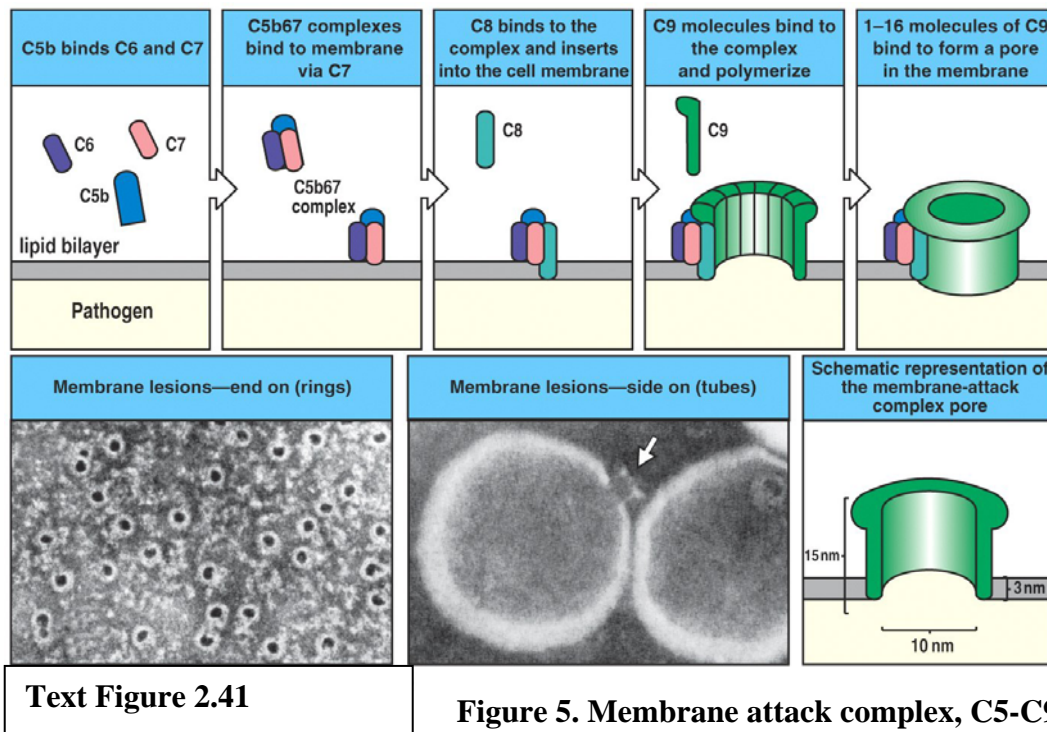 C5b binds C6 and C7
C5b67 complexes
bind to membrane
via C7
C8 binds to the
complex and inserts
into the cell membrane
C9 molecules bind to
the complex
and polymerize
1–16 molecules of C9
bind to form a pore
in the membrane
C6
C7
C5b
lipid bilayer
Pathogen
C5b67
complex
C8
C9
Membrane lesions—end on (rings)
Membrane lesions—side on (tubes)
Schematic representation of
the membrane-attack
complex pore
15 nm
3 nm
10 nm
Text Figure 2.41
Figure 5. Membrane attack complex, C5-C9